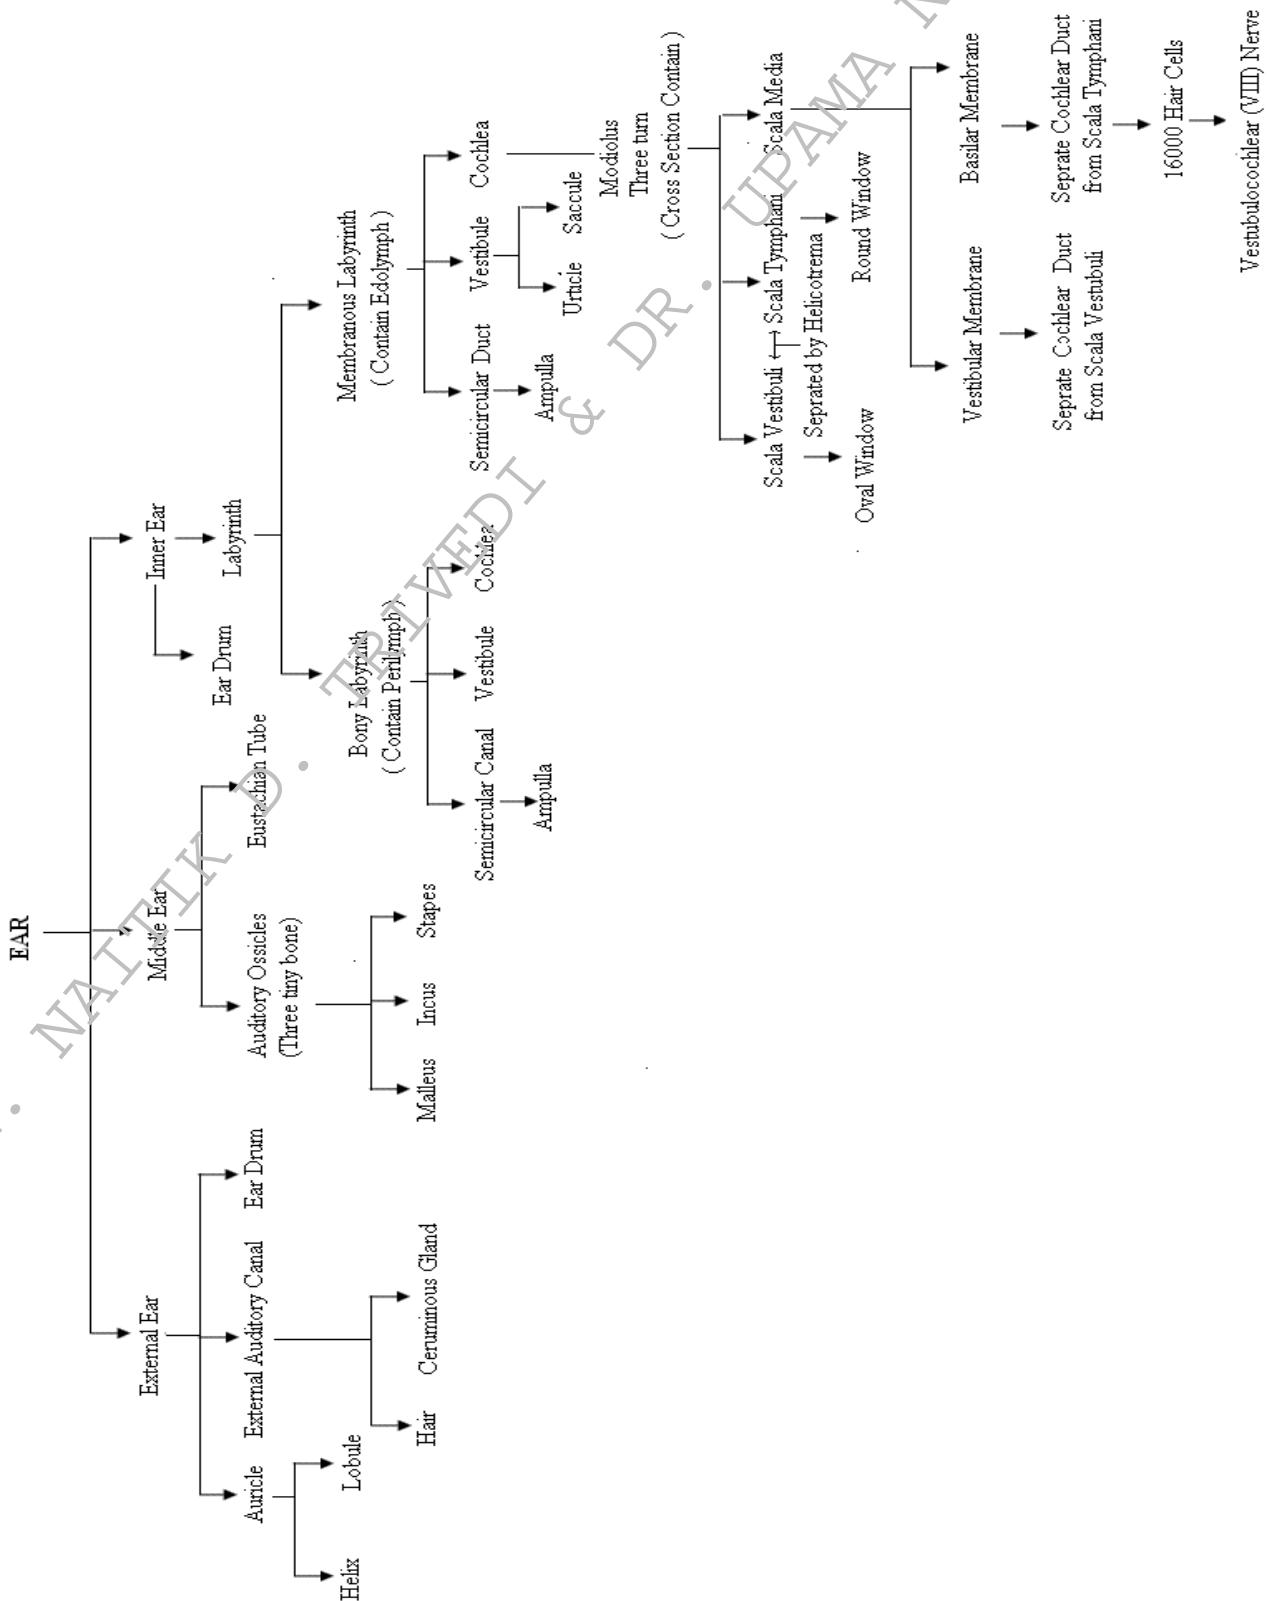 EAR
External Ear
Middle Ear
Inner Ear
Auricle
External Auditory Canal
Ear Drum
Auditory Ossicles
(Three tiny bone)
Eustachian Tube
Ear Drum
Labyrinth
Helix
Lobule
Hair
Ceruminous Gland
Malleus
Incus
Stapes
Bony Labyrinth
( Contain Perilymph )
Membranous Labyrinth
( Contain Edolymph )
Semicircular Canal
Vestibule
Cochlea
Semicircular Duct
Vestibule
Cochlea
Ampulla
Ampulla
Urticle
Saccule
Modiolus
Three turn
( Cross Section Contain )
Scala Vestibuli
Scala Tymphani
Scala Media
Seprated by Helicotrema
Oval Window
Round Window
Vestibular Membrane
Basilar Membrane
Seprate Cochlear Duct
from Scala Vestubuli
Seprate Cochlear Duct
from Scala Tymphani
16000 Hair Cells
Vestubulocochlear (VIII) Nerve
. NAITIK D. TRIVEDI & DR. UPAMA N